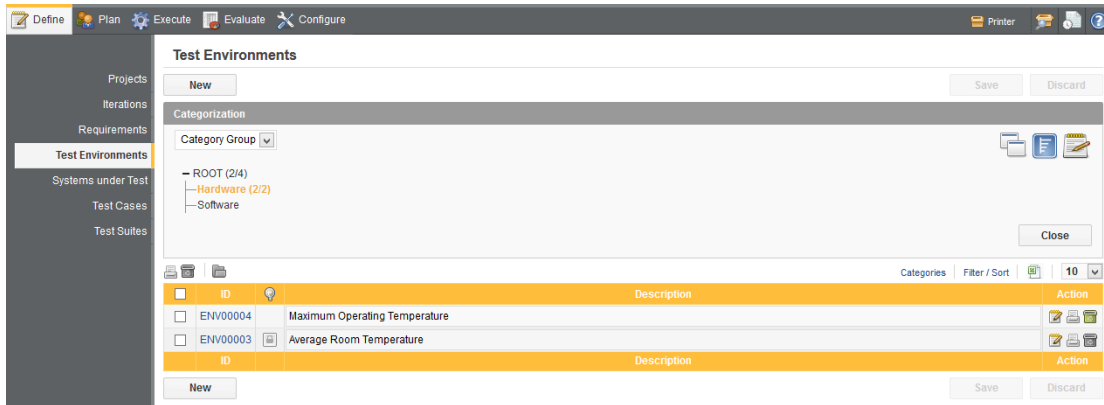 Define Plan Execute Evaluate Configure Printer
Test Environments
Projects
Iterations
Requirements
Test Environments
Systems under Test
Test Cases
Test Suites
New Save Discard
Categorization
Category Group
ROOT (2/4)
Hardware (2/2)
Software
Close
Categories Filter / Sort 10
ID Description Action
ENV00004 Maximum Operating Temperature
ENV00003 Average Room Temperature
ID Description Action
New Save Discard